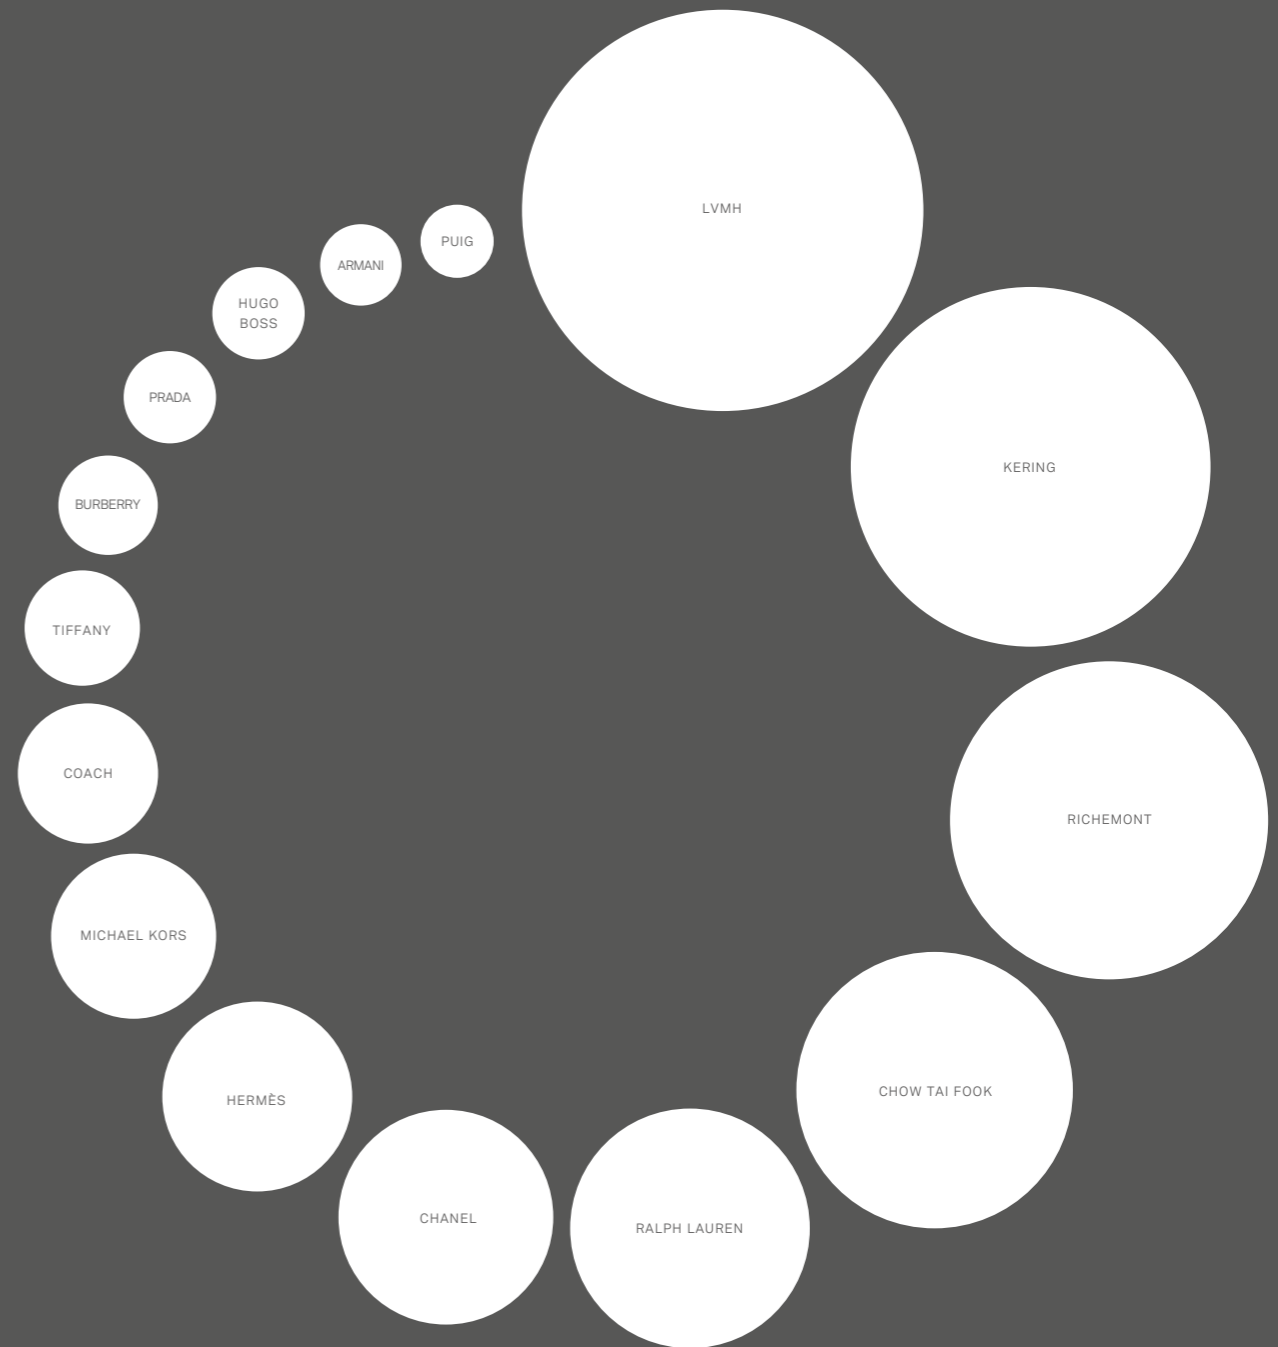 LVMH
KERING
RICHEMONT
CHOW TAI FOOK
RALPH LAUREN
CHANEL
HERMÈS
MICHAEL KORS
COACH
TIFFANY
BURBERRY
PRADA
HUGO
BOSS
ARMANI
PUIG